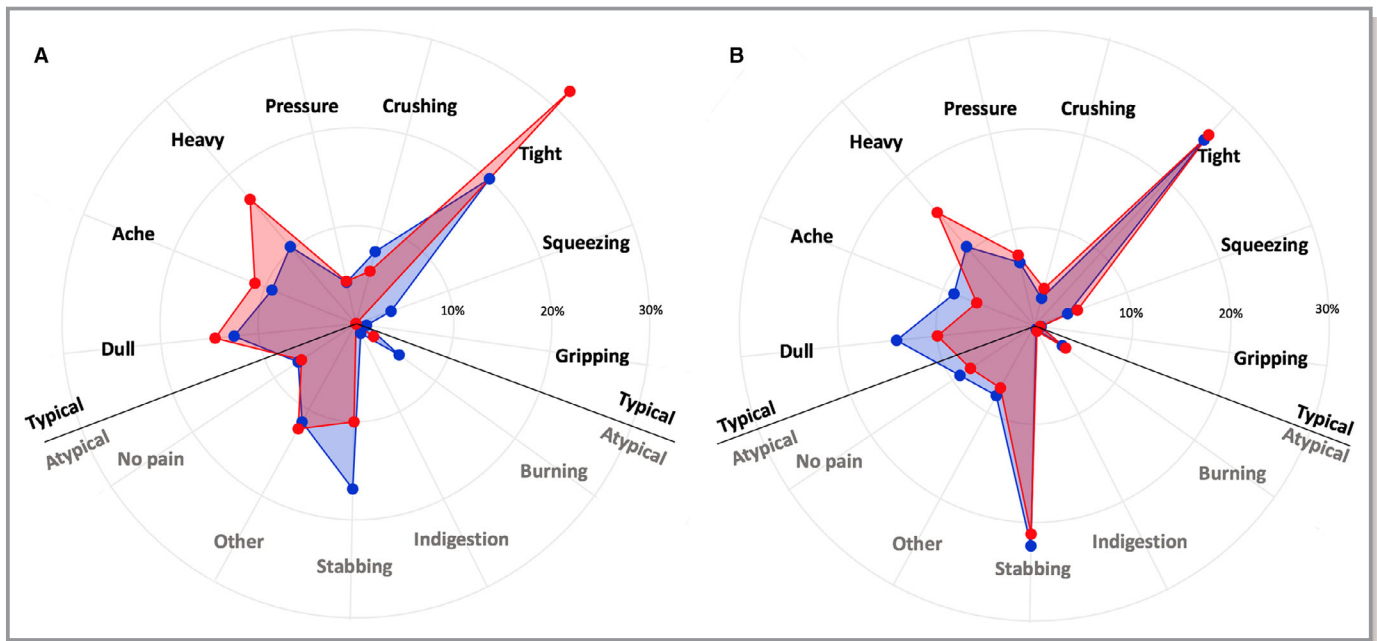 A
Pressure
Crushing
Heavy
Tight
Ache
Squeezing
10%
20%
30%
Dull
Gripping
Typical
Typical
Atypical
Atypical
No pain
Burning
Other
Indigestion
Stabbing
B
Pressure
Crushing
Heavy
Tight
Ache
Squeezing
10%
20%
30%
Dull
Gripping
Typical
Typical
Atypical
Atypical
No pain
Burning
Other
Indigestion
Stabbing